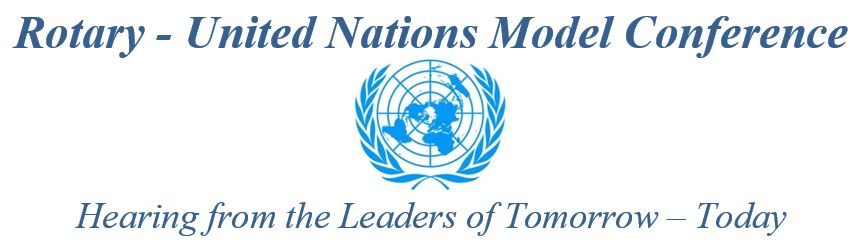 Rotary - United Nations Model Conference
Hearing from the Leaders of Tomorrow – Today